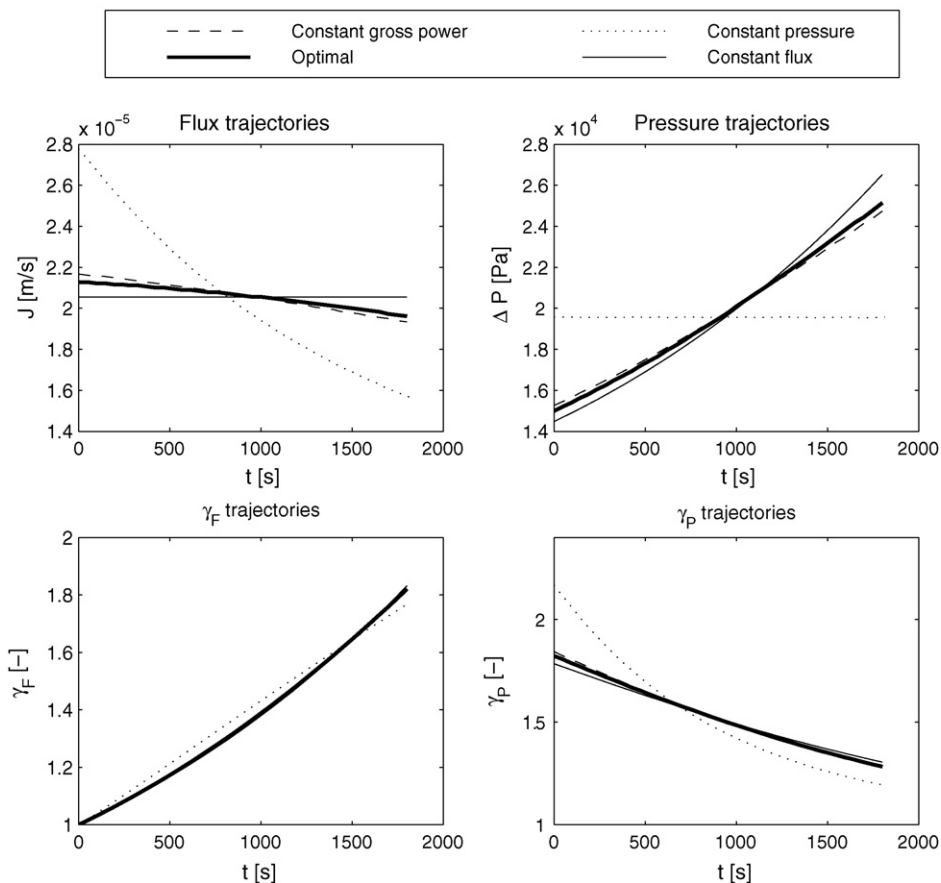 Constant gross power
Constant pressure
Optimal
Constant flux
x 10^-5
Flux trajectories
2.8
2.6
2.4
2.2
2
1.8
1.6
1.4
J [m/s]
0
500
1000
1500
2000
t [s]
x 10^4
Pressure trajectories
2.8
2.6
2.4
2.2
2
1.8
1.6
1.4
Δ P [Pa]
0
500
1000
1500
2000
t [s]
γ_F trajectories
2
1.8
1.6
1.4
1.2
1
γ_F [−]
0
500
1000
1500
2000
t [s]
γ_P trajectories
2
1.5
1
γ_P [−]
0
500
1000
1500
2000
t [s]